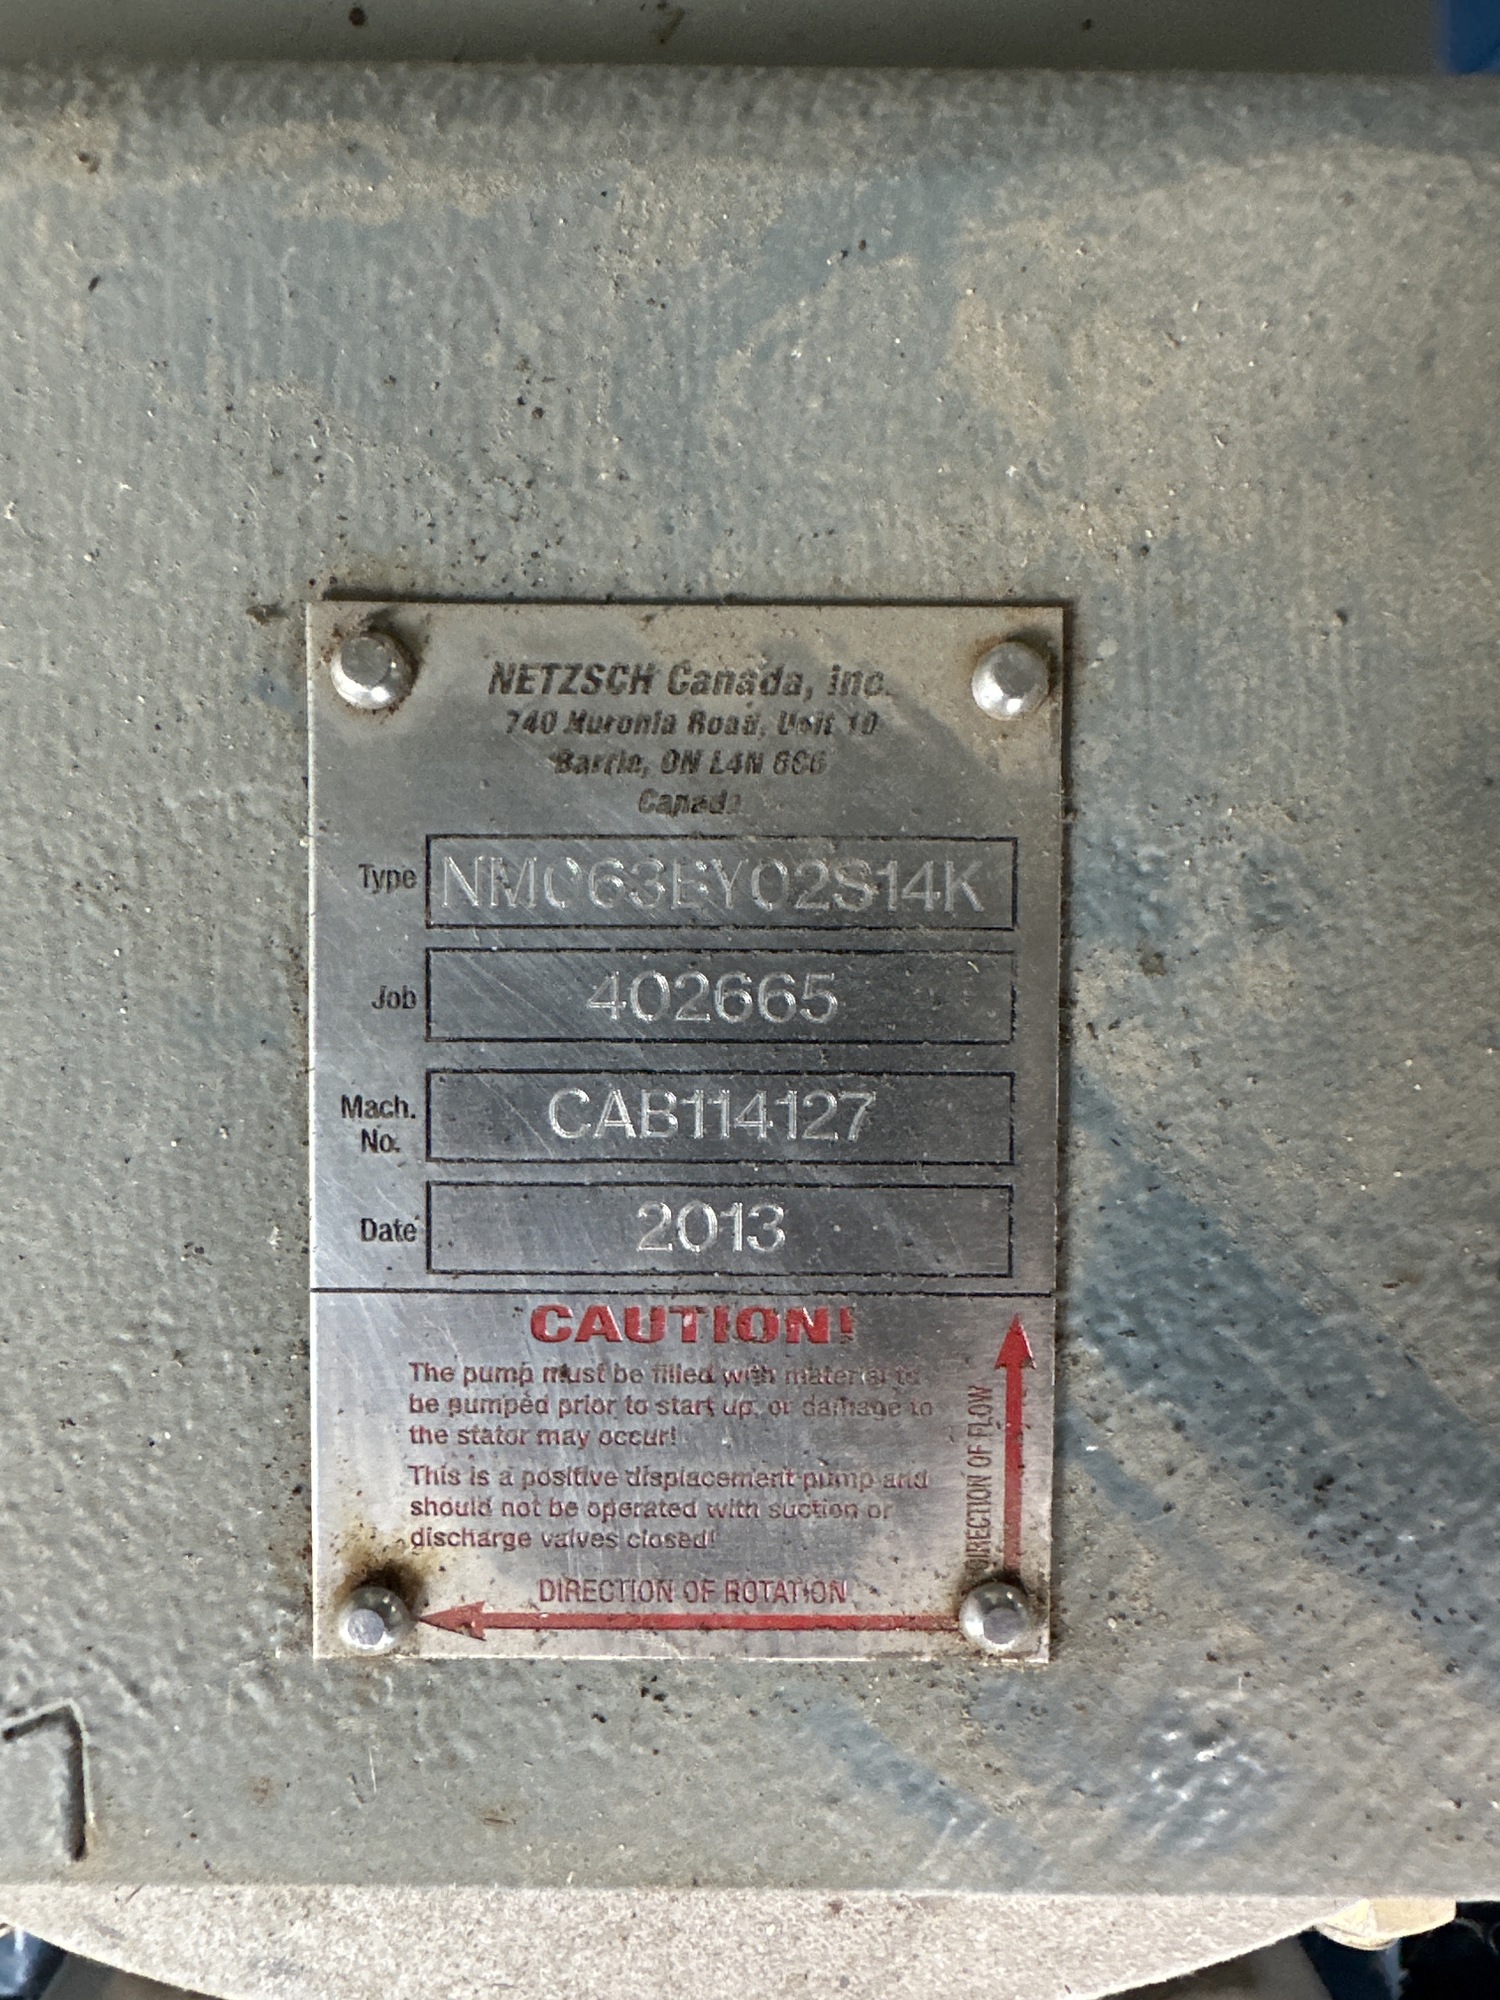 NETZSCH Canada, inc.
740 Huronia Road, Unit 10
Barrie, ON L4N 6C6
Canada
Type NM063BY02S14K
Job 402665
Mach. No. CAB114127
Date 2013
CAUTION!
The pump must be filled with material to
be pumped prior to start up, or damage to
the stator may occur!
This is a positive displacement pump and
should not be operated with suction or
discharge valves closed!
DIRECTION OF FLOW
DIRECTION OF ROTATION